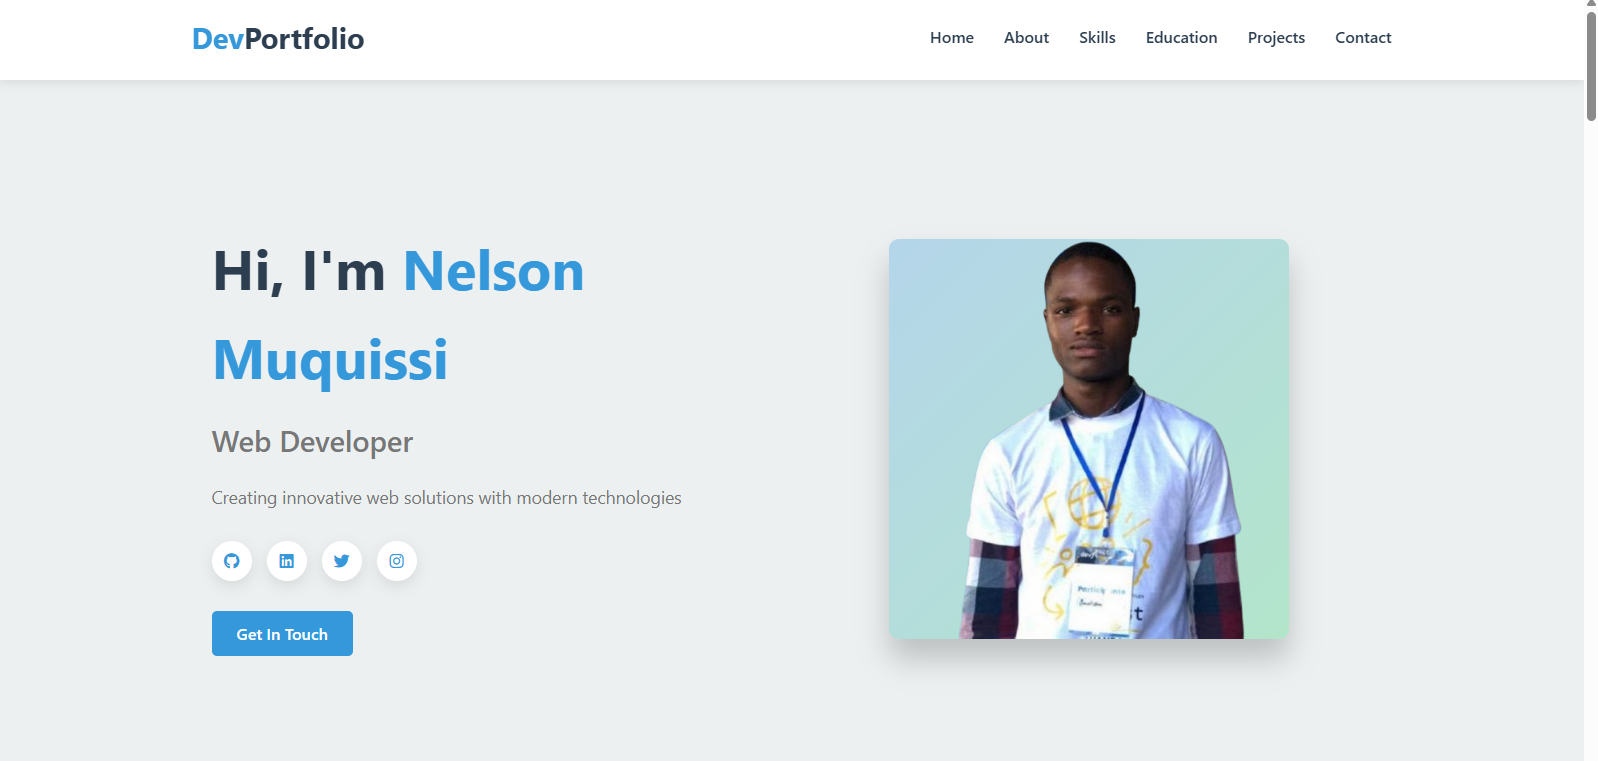 DevPortfolio
Home About Skills Education Projects Contact
Hi, I'm Nelson
Muquissi
Web Developer
Creating innovative web solutions with modern technologies
Get In Touch